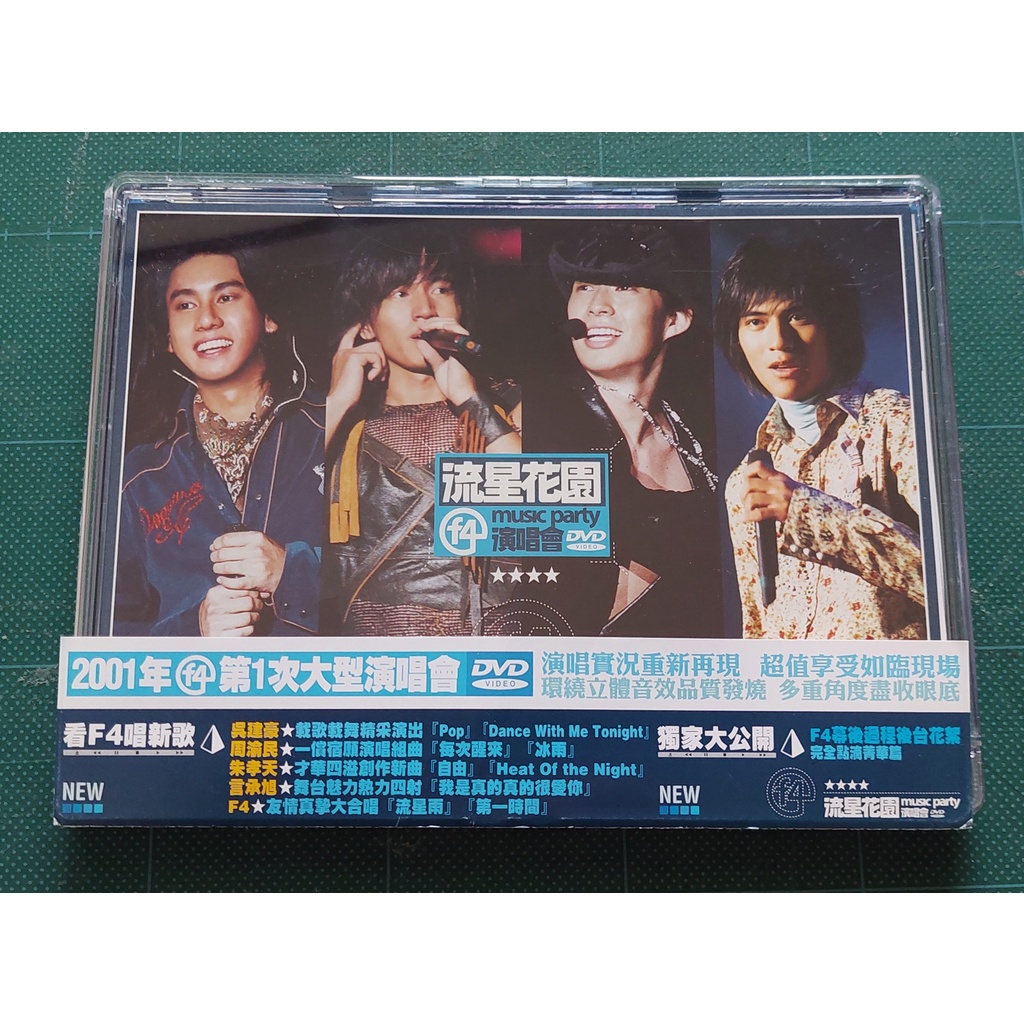 流星花園
f4 music party
演唱會 DVD VIDEO
2001年 f4 第1次大型演唱會 DVD VIDEO
演唱實況重新再現 超值享受如臨現場
環繞立體音效品質發燒 多重角度盡收眼底
看F4唱新歌
NEW
吳建豪★載歌載舞精采演出『Pop』『Dance With Me Tonight』
周渝民★一償宿願演唱組曲『每次醒來』『冰雨』
朱孝天★才華四溢創作新曲『自由』『Heat Of the Night』
言承旭★舞台魅力熱力四射『我是真的真的很愛你』
F4★友情真摯大合唱『流星雨』『第一時間』
獨家大公開
NEW
F4幕後過程後台花絮
完全點滴菁華篇
f4
流星花園 music party
演唱會 DVD